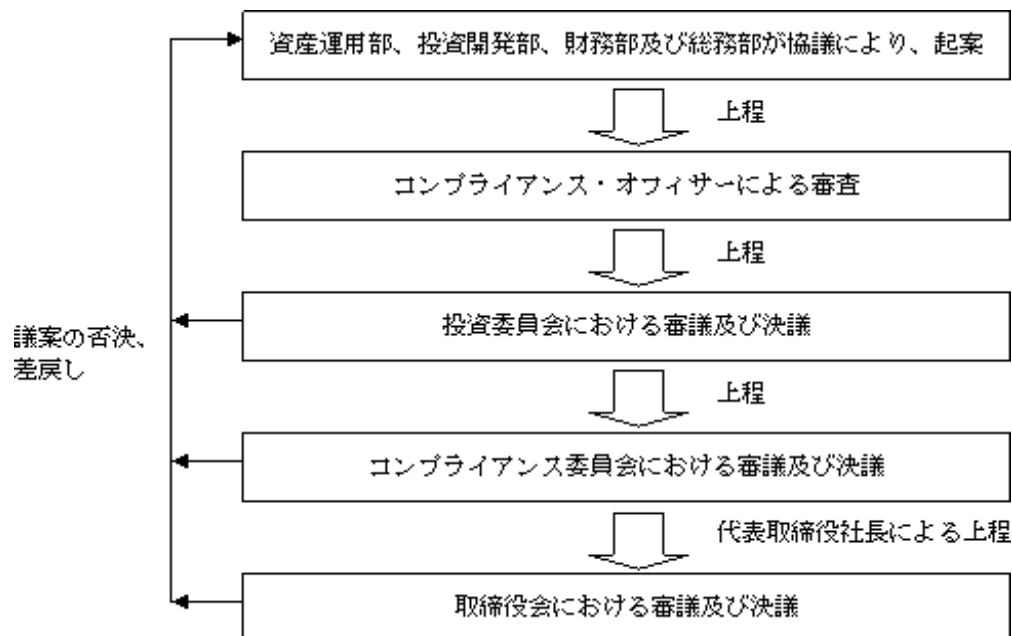 資産運用部、投資開発部、財務部及び総務部が協議により、起案
上程
コンプライアンス・オフィサーによる審査
上程
投資委員会における審議及び決議
議案の否決、
差戻し
上程
コンプライアンス委員会における審議及び決議
代表取締役社長による上程
取締役会における審議及び決議